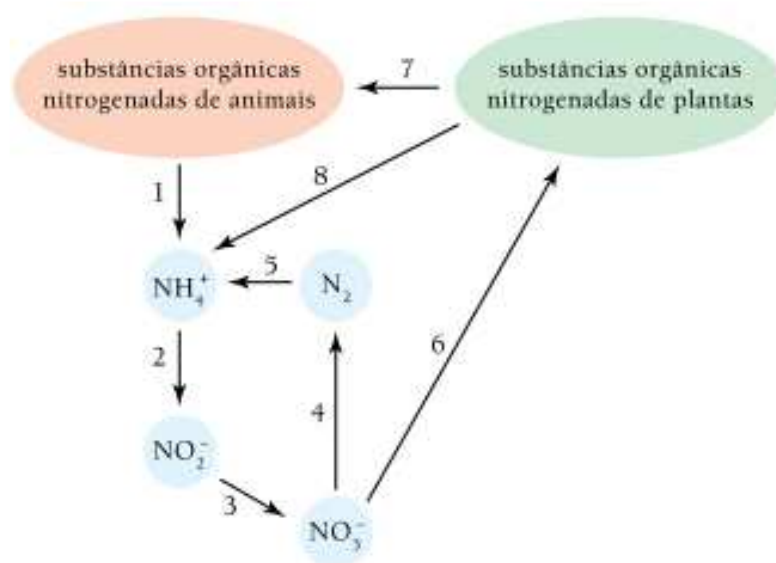 substâncias orgânicas
nitrogenadas de animais
7
substâncias orgânicas
nitrogenadas de plantas
1
8
NH₄⁺
5
N₂
2
4
6
NO₂⁻
3
NO₃⁻